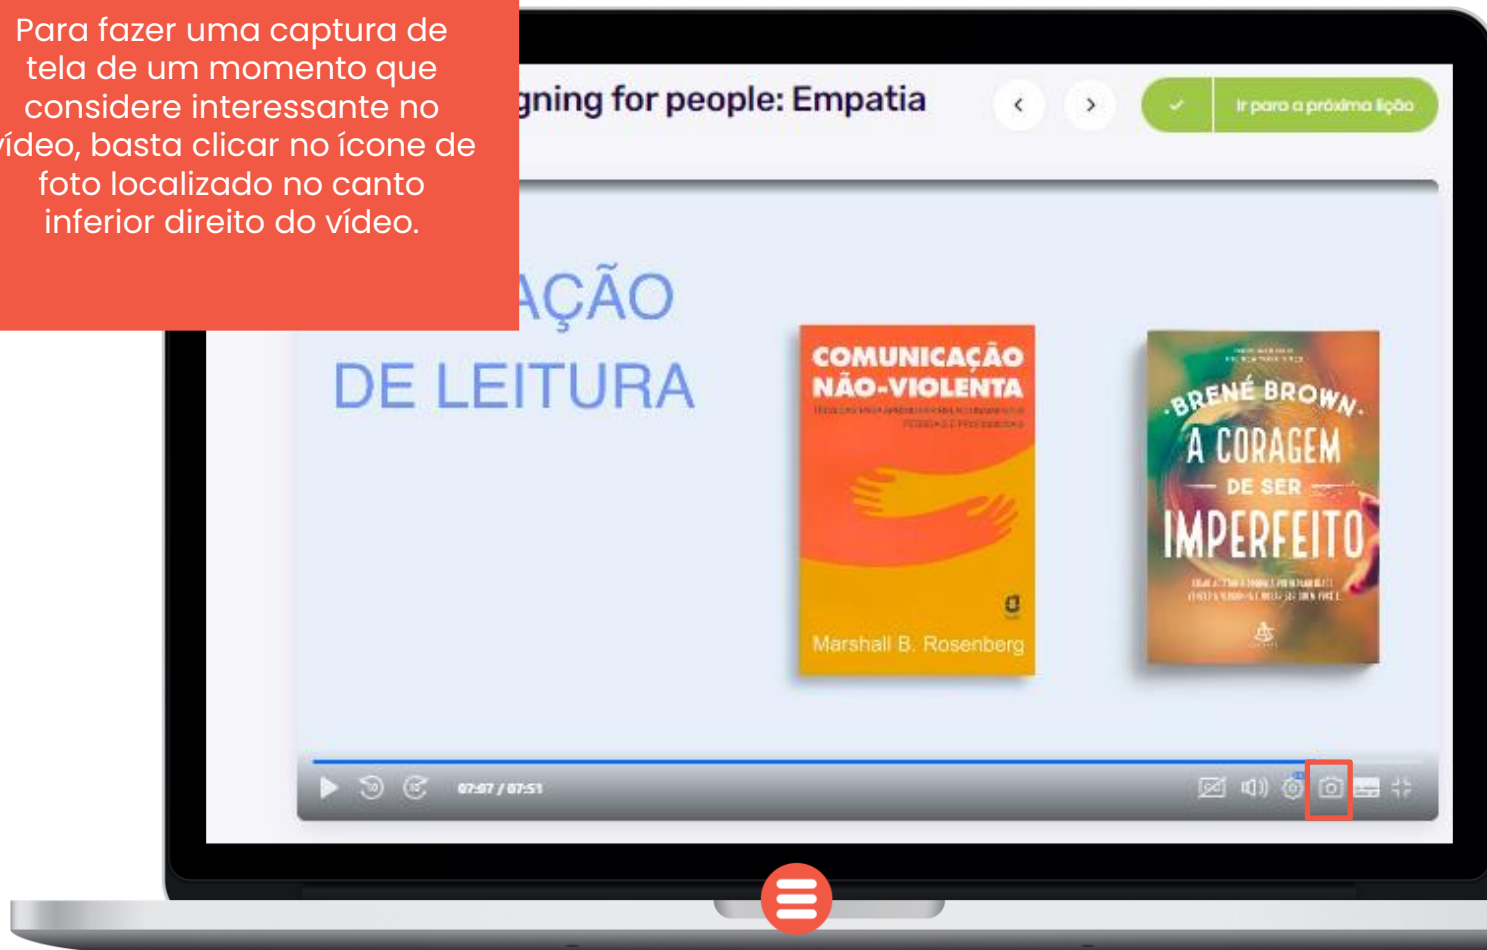 Para fazer uma captura de
tela de um momento que
considere interessante no
vídeo, basta clicar no ícone de
foto localizado no canto
inferior direito do vídeo.
gning for people: Empatia
Ir para a próxima lição
AÇÃO
DE LEITURA
COMUNICAÇÃO
NÃO-VIOLENTA
Marshall B. Rosenberg
BRENÉ BROWN
A CORAGEM
DE SER
IMPERFEITO
07:07 / 07:51